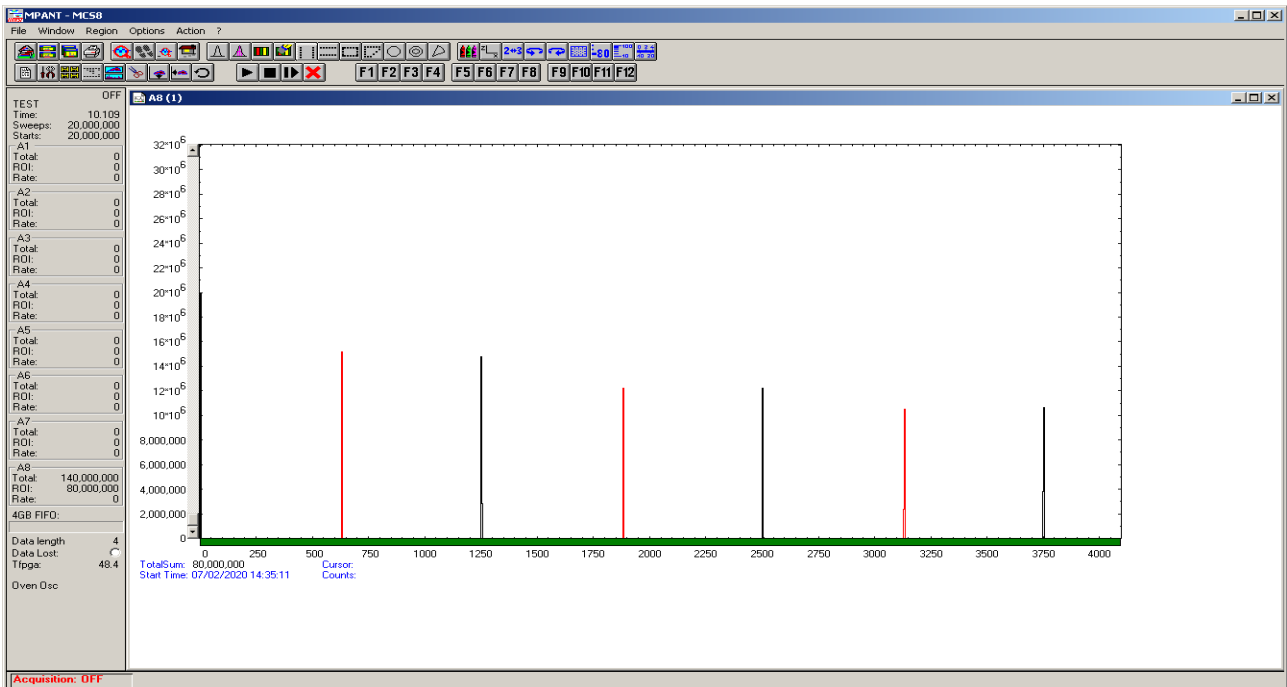 MPANT - MCS8
File Window Region Options Action ?
F1 F2 F3 F4 F5 F6 F7 F8 F9 F10 F11 F12
OFF
TEST
Time: 10.109
Sweeps: 20,000,000
Starts: 20,000,000
A1
Total: 0
ROI: 0
Rate: 0
A2
Total: 0
ROI: 0
Rate: 0
A3
Total: 0
ROI: 0
Rate: 0
A4
Total: 0
ROI: 0
Rate: 0
A5
Total: 0
ROI: 0
Rate: 0
A6
Total: 0
ROI: 0
Rate: 0
A7
Total: 0
ROI: 0
Rate: 0
A8
Total: 140,000,000
ROI: 80,000,000
Rate: 0
4GB FIFO:
Data length 4
Data Lost:
Tfpga: 48.4
Oven Osc
A8 (1)
32*10^6
30*10^6
28*10^6
26*10^6
24*10^6
22*10^6
20*10^6
18*10^6
16*10^6
14*10^6
12*10^6
10*10^6
8,000,000
6,000,000
4,000,000
2,000,000
0
0 250 500 750 1000 1250 1500 1750 2000 2250 2500 2750 3000 3250 3500 3750 4000
TotalSum: 80,000,000 Cursor:
Start Time: 07/02/2020 14:35:11 Counts:
Acquisition: OFF